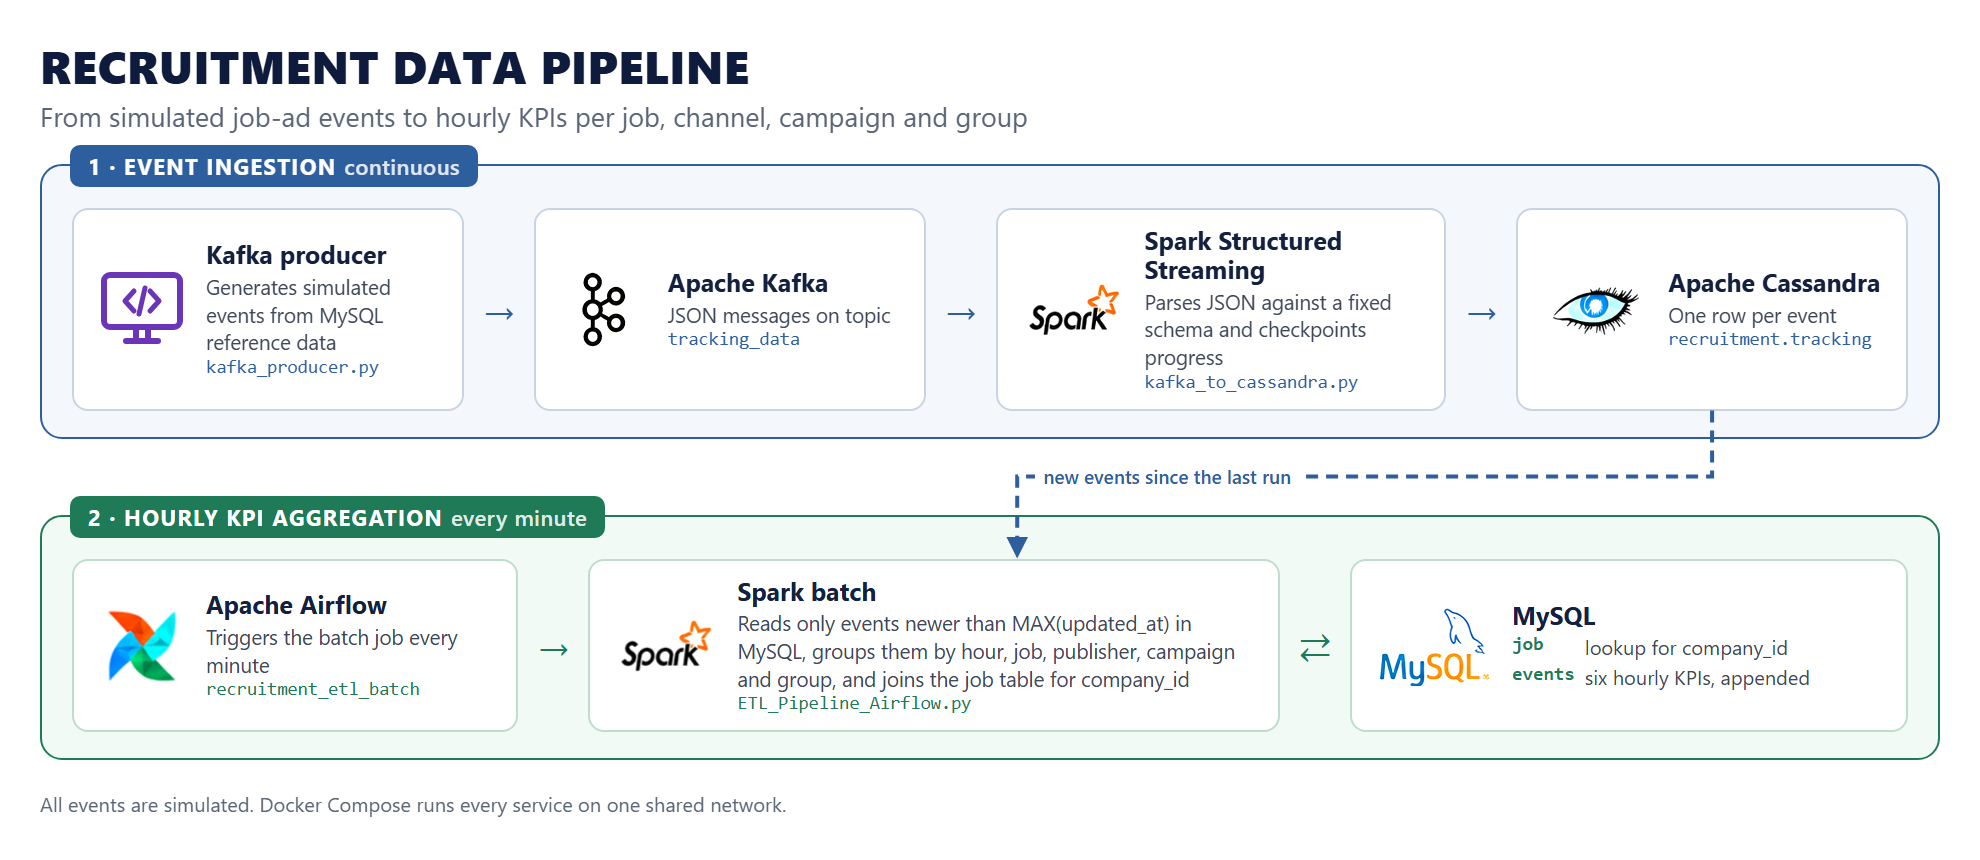 RECRUITMENT DATA PIPELINE
From simulated job-ad events to hourly KPIs per job, channel, campaign and group
1 · EVENT INGESTION continuous
Kafka producer
Generates simulated
events from MySQL
reference data
kafka_producer.py
→
Apache Kafka
JSON messages on topic
tracking_data
→
Spark
Spark Structured
Streaming
Parses JSON against a fixed
schema and checkpoints
progress
kafka_to_cassandra.py
→
Apache Cassandra
One row per event
recruitment.tracking
new events since the last run
2 · HOURLY KPI AGGREGATION every minute
Apache Airflow
Triggers the batch job every
minute
recruitment_etl_batch
→
Spark
Spark batch
Reads only events newer than MAX(updated_at) in
MySQL, groups them by hour, job, publisher, campaign
and group, and joins the job table for company_id
ETL_Pipeline_Airflow.py
⇄
MySQL
MySQL
job lookup for company_id
events six hourly KPIs, appended
All events are simulated. Docker Compose runs every service on one shared network.